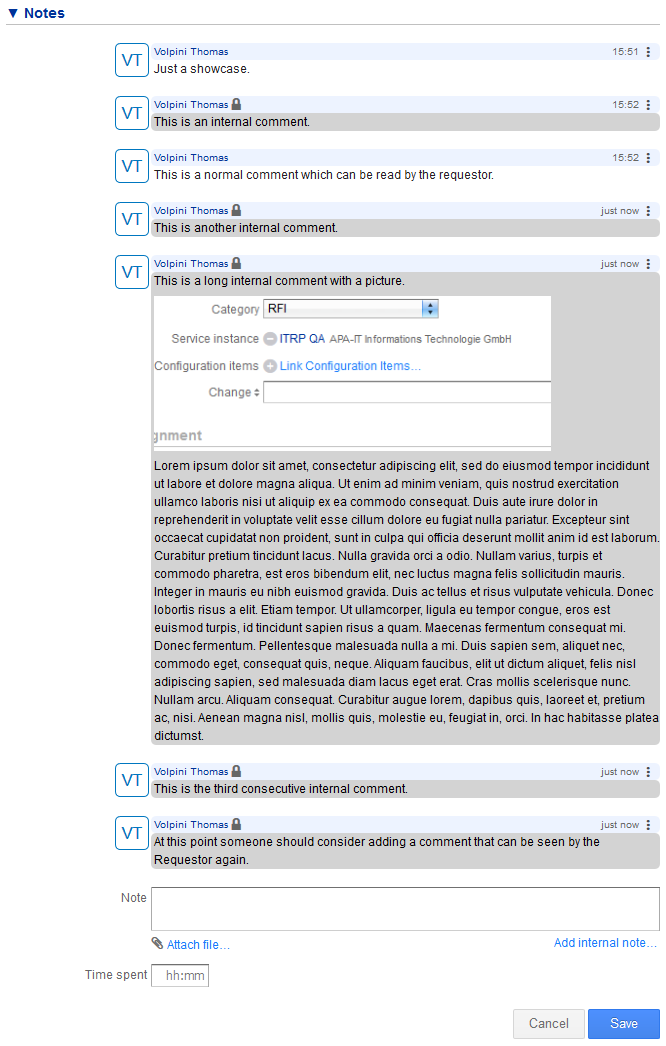 ▼ Notes
VT
Volpini Thomas 15:51
Just a showcase.
VT
Volpini Thomas 15:52
This is an internal comment.
VT
Volpini Thomas 15:52
This is a normal comment which can be read by the requestor.
VT
Volpini Thomas just now
This is another internal comment.
VT
Volpini Thomas just now
This is a long internal comment with a picture.
Category RFI
Service instance ITRP QA APA-IT Informations Technologie GmbH
Configuration items Link Configuration Items...
Change
gnment
Lorem ipsum dolor sit amet, consectetur adipiscing elit, sed do eiusmod tempor incididunt
ut labore et dolore magna aliqua. Ut enim ad minim veniam, quis nostrud exercitation
ullamco laboris nisi ut aliquip ex ea commodo consequat. Duis aute irure dolor in
reprehenderit in voluptate velit esse cillum dolore eu fugiat nulla pariatur. Excepteur sint
occaecat cupidatat non proident, sunt in culpa qui officia deserunt mollit anim id est laborum.
Curabitur pretium tincidunt lacus. Nulla gravida orci a odio. Nullam varius, turpis et
commodo pharetra, est eros bibendum elit, nec luctus magna felis sollicitudin mauris.
Integer in mauris eu nibh euismod gravida. Duis ac tellus et risus vulputate vehicula. Donec
lobortis risus a elit. Etiam tempor. Ut ullamcorper, ligula eu tempor congue, eros est
euismod turpis, id tincidunt sapien risus a quam. Maecenas fermentum consequat mi.
Donec fermentum. Pellentesque malesuada nulla a mi. Duis sapien sem, aliquet nec,
commodo eget, consequat quis, neque. Aliquam faucibus, elit ut dictum aliquet, felis nisl
adipiscing sapien, sed malesuada diam lacus eget erat. Cras mollis scelerisque nunc.
Nullam arcu. Aliquam consequat. Curabitur augue lorem, dapibus quis, laoreet et, pretium
ac, nisi. Aenean magna nisl, mollis quis, molestie eu, feugiat in, orci. In hac habitasse platea
dictumst.
VT
Volpini Thomas just now
This is the third consecutive internal comment.
VT
Volpini Thomas just now
At this point someone should consider adding a comment that can be seen by the
Requestor again.
Note
Attach file... Add internal note...
Time spent hh:mm
Cancel Save